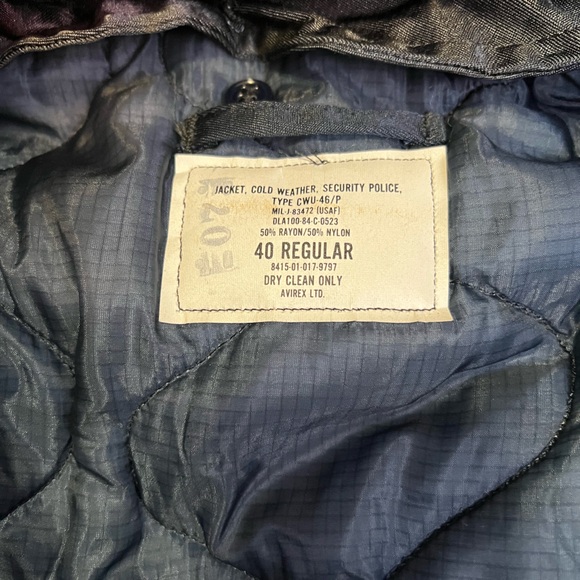 JACKET, COLD WEATHER, SECURITY POLICE,
TYPE CWU-46/P
MIL-J-83472 (USAF)
DLA100-84-C-0523
50% RAYON/50% NYLON
40 REGULAR
8415-01-017-9797
DRY CLEAN ONLY
AVIREX LTD.